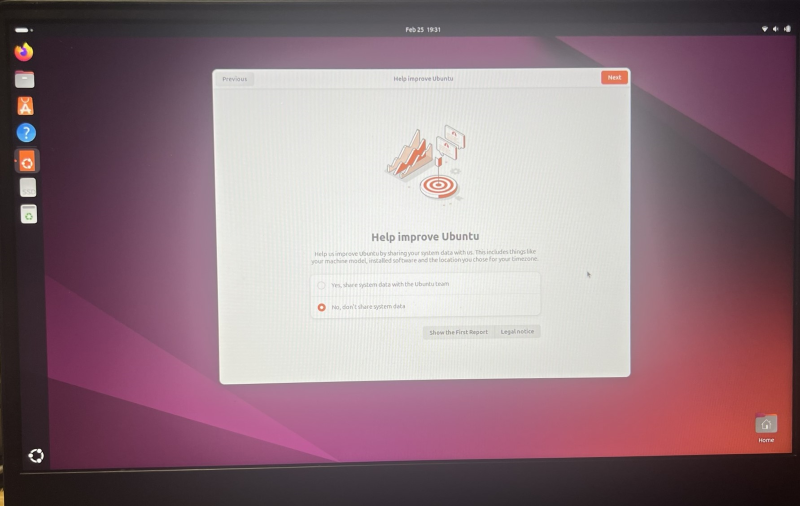 Feb 25 19:31
Previous
Help improve Ubuntu
Next
Help improve Ubuntu
Help us improve Ubuntu by sharing your system data with us. This includes things like
your machine model, installed software and the location you chose for your timezone.
Yes, share system data with the Ubuntu team
No, don't share system data
Show the First Report
Legal notice
Home